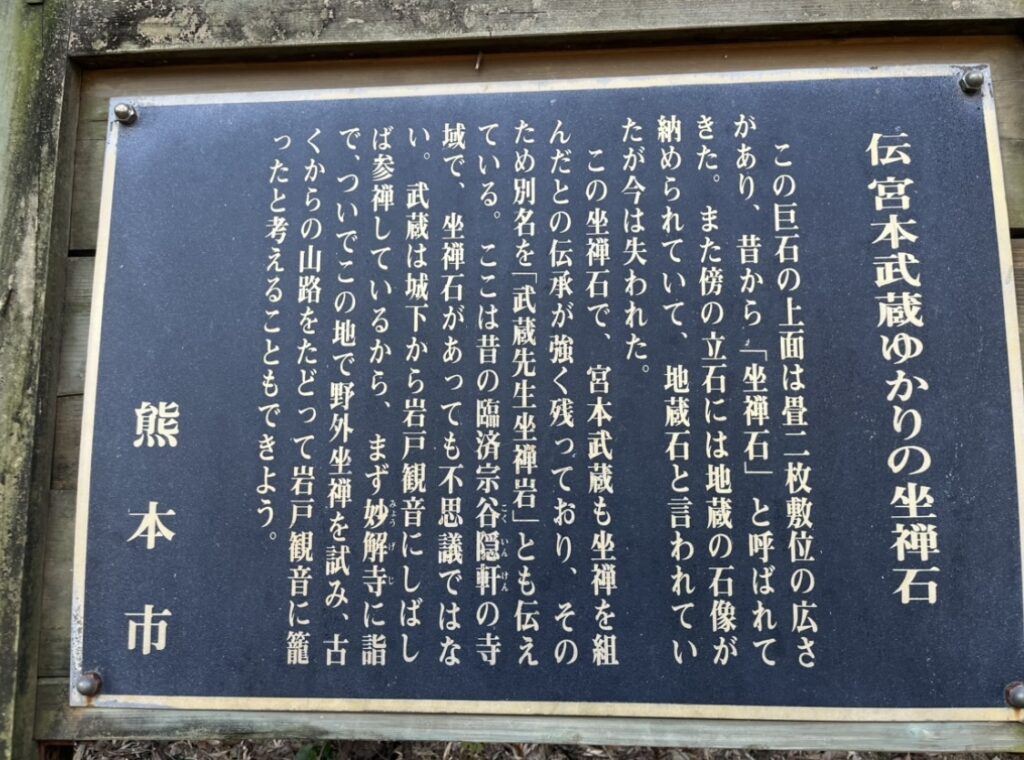 伝宮本武蔵ゆかりの坐禅石
この巨石の上面は畳二枚敷位の広さ
があり、昔から「坐禅石」と呼ばれて
きた。また傍の立石には地蔵の石像が
納められていて、地蔵石と言われてい
たが今は失われた。
この坐禅石で、宮本武蔵も坐禅を組
んだとの伝承が強く残っており、その
ため別名を「武蔵先生坐禅岩」とも伝え
ている。ここは昔の臨済宗谷隠軒の寺
こくいんけん
域で、坐禅石があっても不思議ではな
い。武蔵は城下から岩戸観音にしばし
ば参禅しているから、まず妙解寺に詣
みょうげじ
で、ついでこの地で野外坐禅を試み、古
くからの山路をたどって岩戸観音に籠
ったと考えることもできよう。
熊本市